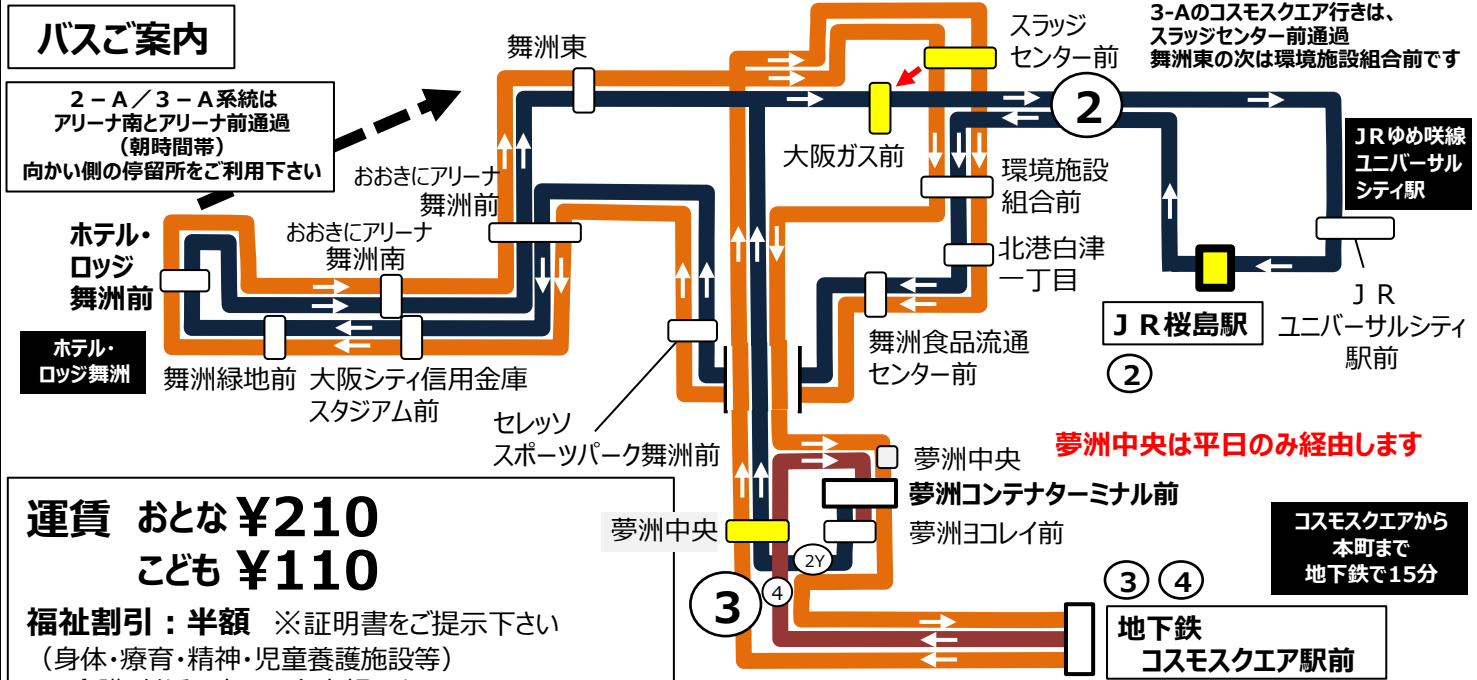 バスご案内
2－A／3－A系統は
アリーナ南とアリーナ前通過
（朝時間帯）
向かい側の停留所をご利用下さい
舞洲東
スラッジ
センター前
3-Aのコスモスクエア行きは、
スラッジセンター前通過
舞洲東の次は環境施設組合前です
②
大阪ガス前
おおきにアリーナ
舞洲前
環境施設
組合前
JRゆめ咲線
ユニバーサル
シティ駅
ホテル・
ロッジ
舞洲前
おおきにアリーナ
舞洲南
北港白津
一丁目
ＪＲ桜島駅
②
ＪＲ
ユニバーサルシティ
駅前
ホテル・
ロッジ舞洲
舞洲緑地前
大阪シティ信用金庫
スタジアム前
舞洲食品流通
センター前
セレッソ
スポーツパーク舞洲前
夢洲中央は平日のみ経由します
夢洲中央
夢洲コンテナターミナル前
夢洲中央
夢洲ヨコレイ前
2Y
④
③
コスモスクエアから
本町まで
地下鉄で15分
③ ④
地下鉄
コスモスクエア駅前
運賃 おとな ¥210
こども ¥110
福祉割引：半額 ※証明書をご提示下さい
（身体・療育・精神・児童養護施設等）